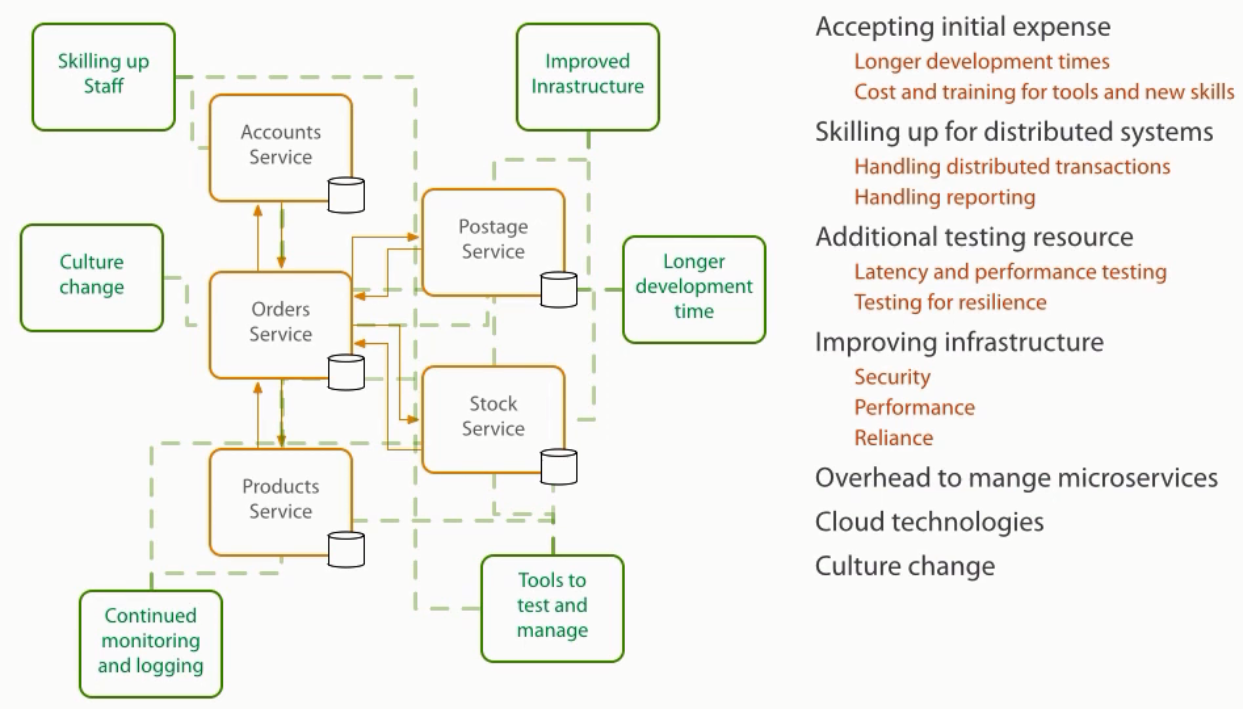 Skilling up
Staff
Accounts
Service
Improved
Inrastructure
Postage
Service
Culture
change
Orders
Service
Longer
development
time
Stock
Service
Products
Service
Continued
monitoring
and logging
Tools to
test and
manage
Accepting initial expense
Longer development times
Cost and training for tools and new skills
Skilling up for distributed systems
Handling distributed transactions
Handling reporting
Additional testing resource
Latency and performance testing
Testing for resilience
Improving infrastructure
Security
Performance
Reliance
Overhead to mange microservices
Cloud technologies
Culture change